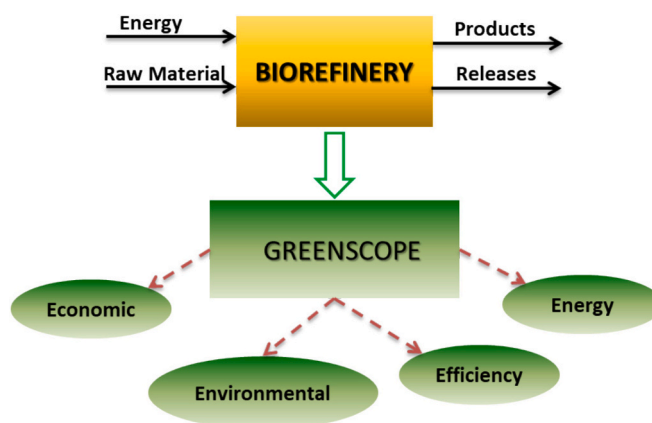 Energy
Products
BIOREFINERY
Raw Material
Releases
GREENSCOPE
Economic
Energy
Environmental
Efficiency